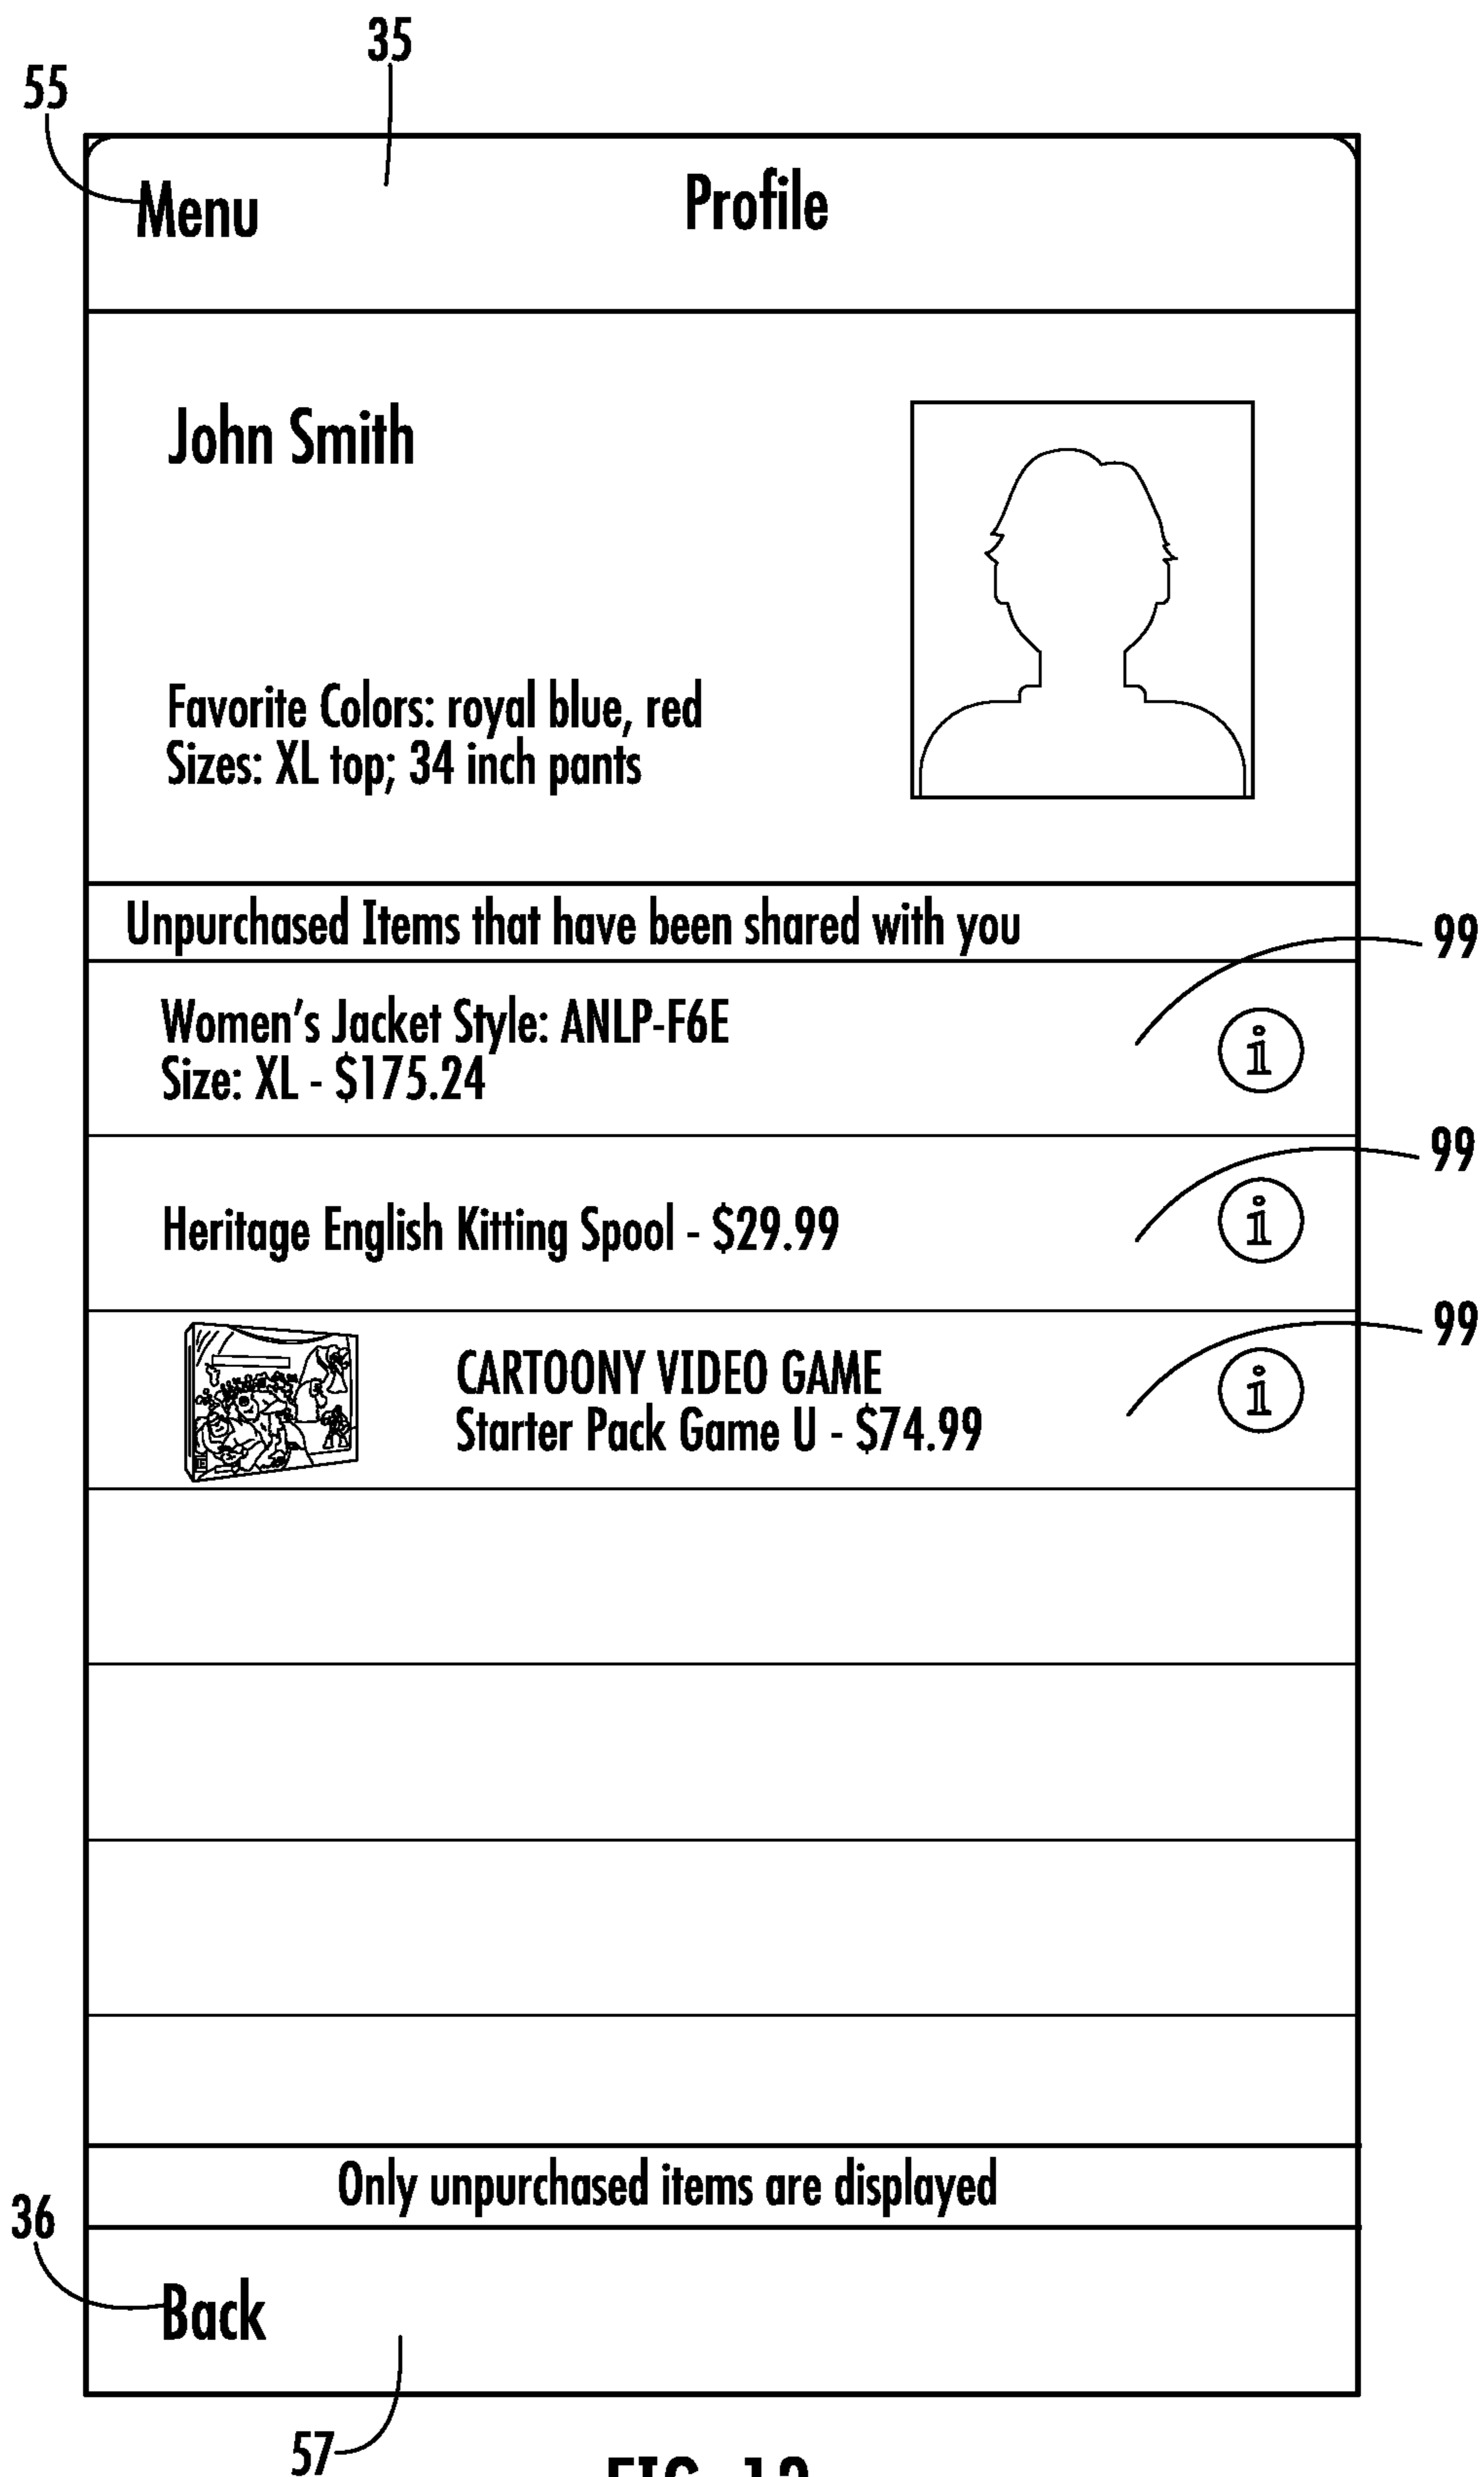 35
55
Menu
Profile
John Smith
Favorite Colors: royal blue, red
Sizes: XL top; 34 inch pants
Unpurchased Items that have been shared with you
99
Women's Jacket Style: ANLP-F6E
Size: XL - $175.24
i
99
Heritage English Kitting Spool - $29.99
i
99
CARTOONY VIDEO GAME
Starter Pack Game U - $74.99
i
Only unpurchased items are displayed
36
Back
57